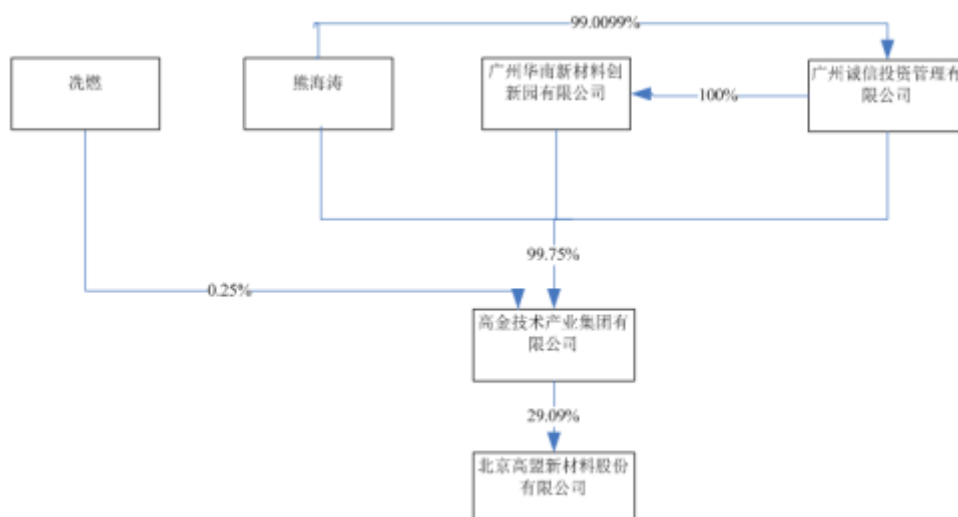 99.0099%
冼燃
熊海涛
广州华南新材料创
新园有限公司
广州诚信投资管理有
限公司
100%
99.75%
0.25%
高金技术产业集团有
限公司
29.09%
北京高盟新材料股份
有限公司